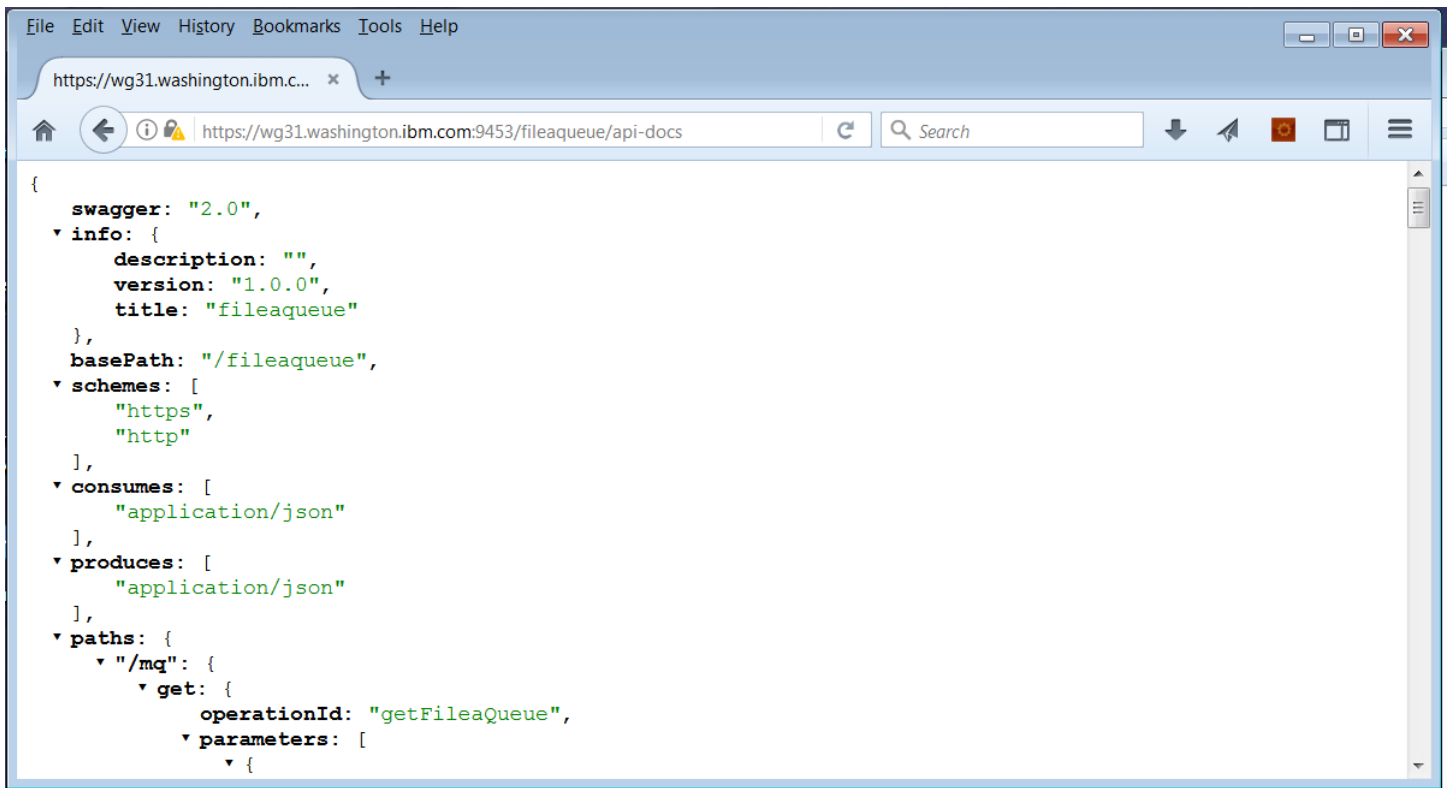 File Edit View History Bookmarks Tools Help
https://wg31.washington.ibm.c... × +
https://wg31.washington.ibm.com:9453/fileaqueue/api-docs Search
{
swagger: "2.0",
info: {
description: "",
version: "1.0.0",
title: "fileaqueue"
},
basePath: "/fileaqueue",
schemes: [
"https",
"http"
],
consumes: [
"application/json"
],
produces: [
"application/json"
],
paths: {
"/mq": {
get: {
operationId: "getFileaQueue",
parameters: [
{